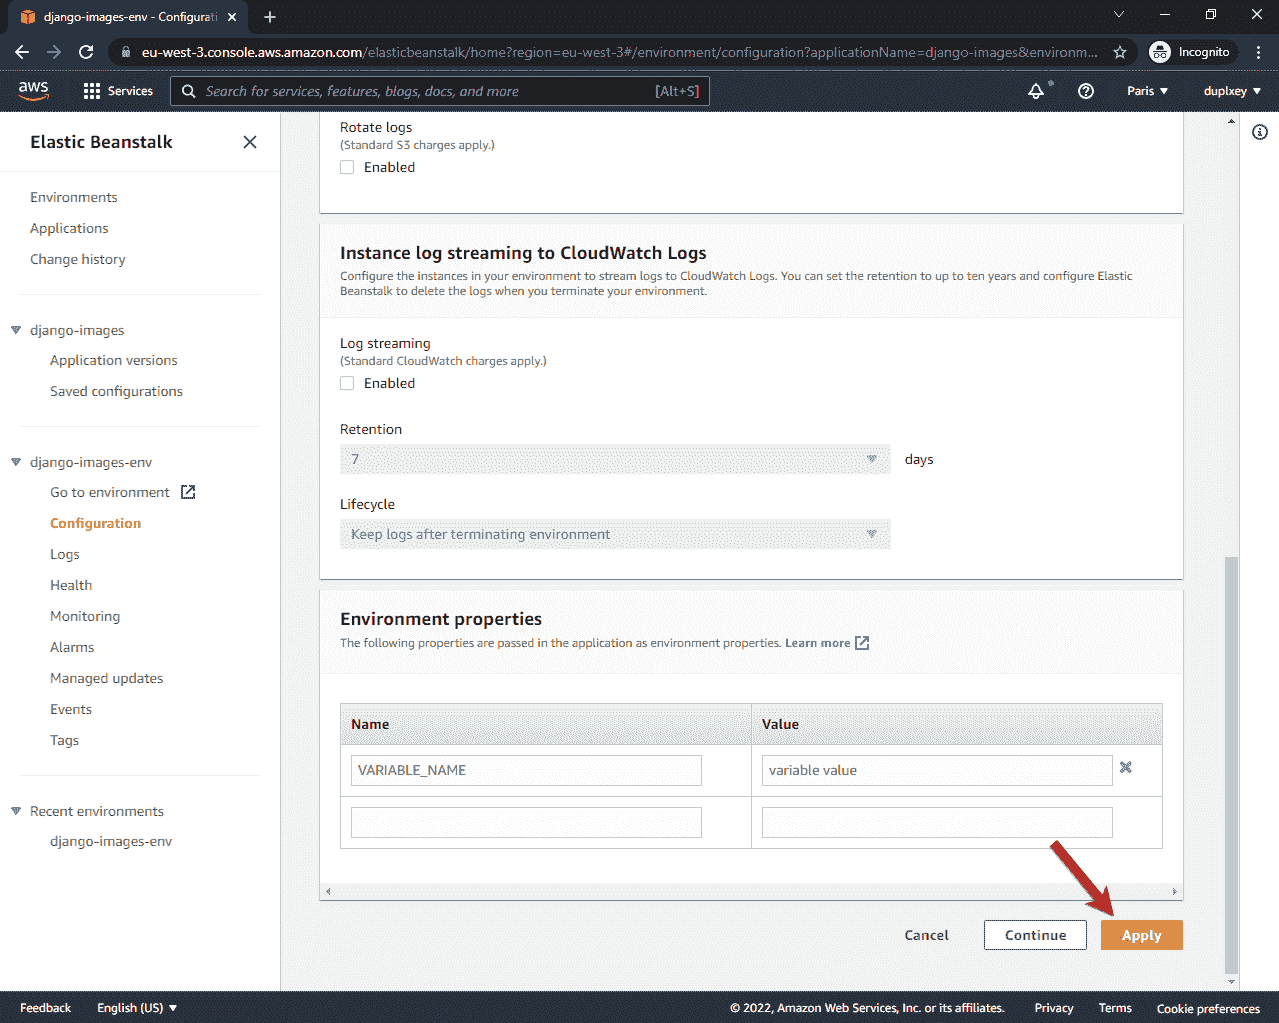 django-images-env - Configurati
eu-west-3.console.aws.amazon.com/elasticbeanstalk/home?region=eu-west-3#/environment/configuration?applicationName=django-images&environm...
Incognito
aws
Services
Search for services, features, blogs, docs, and more
[Alt+S]
Paris
duplxey
Elastic Beanstalk
Environments
Applications
Change history
django-images
Application versions
Saved configurations
django-images-env
Go to environment
Configuration
Logs
Health
Monitoring
Alarms
Managed updates
Events
Tags
Recent environments
django-images-env
Rotate logs
(Standard S3 charges apply.)
Enabled
Instance log streaming to CloudWatch Logs
Configure the instances in your environment to stream logs to CloudWatch Logs. You can set the retention to up to ten years and configure Elastic
Beanstalk to delete the logs when you terminate your environment.
Log streaming
(Standard CloudWatch charges apply.)
Enabled
Retention
7
days
Lifecycle
Keep logs after terminating environment
Environment properties
The following properties are passed in the application as environment properties. Learn more
Name
Value
VARIABLE_NAME
variable value
Cancel
Continue
Apply
Feedback
English (US)
© 2022, Amazon Web Services, Inc. or its affiliates.
Privacy
Terms
Cookie preferences